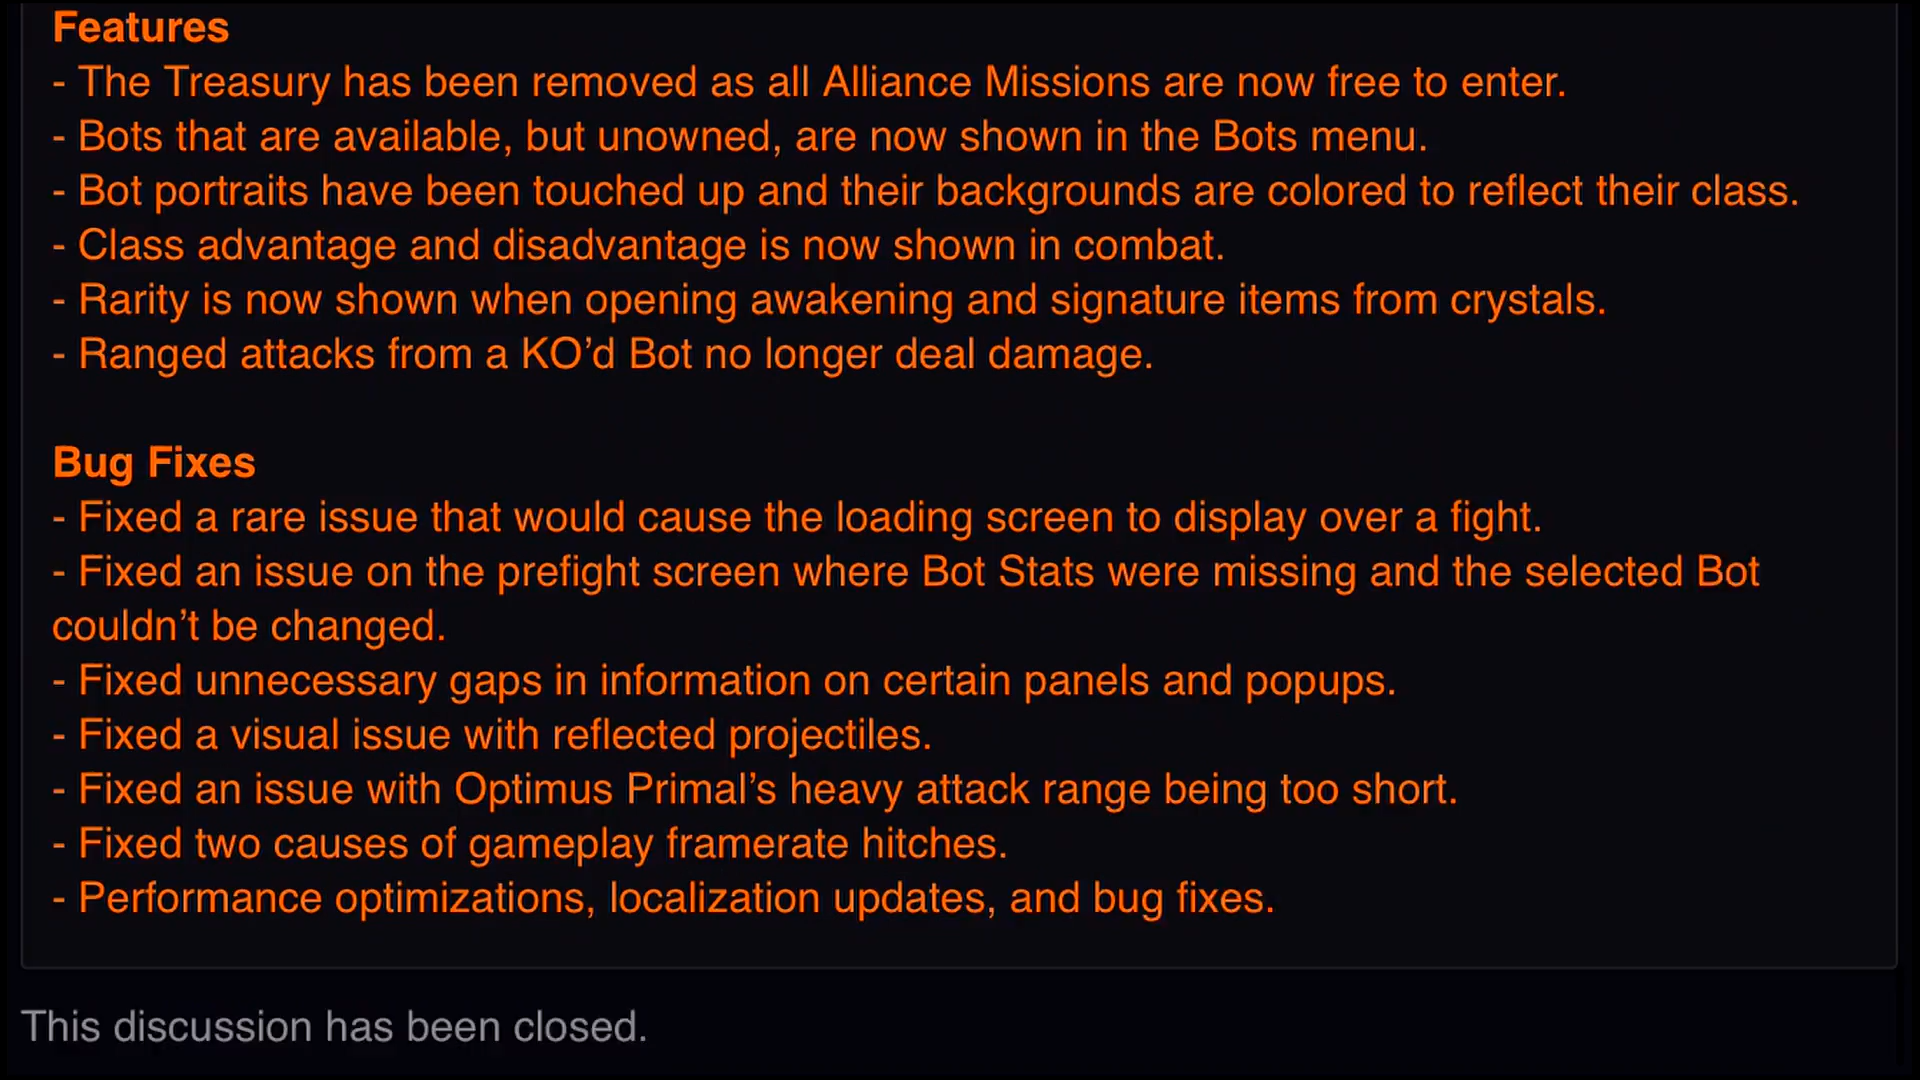 Features
- The Treasury has been removed as all Alliance Missions are now free to enter.
- Bots that are available, but unowned, are now shown in the Bots menu.
- Bot portraits have been touched up and their backgrounds are colored to reflect their class.
- Class advantage and disadvantage is now shown in combat.
- Rarity is now shown when opening awakening and signature items from crystals.
- Ranged attacks from a KO’d Bot no longer deal damage.
Bug Fixes
- Fixed a rare issue that would cause the loading screen to display over a fight.
- Fixed an issue on the prefight screen where Bot Stats were missing and the selected Bot
couldn’t be changed.
- Fixed unnecessary gaps in information on certain panels and popups.
- Fixed a visual issue with reflected projectiles.
- Fixed an issue with Optimus Primal’s heavy attack range being too short.
- Fixed two causes of gameplay framerate hitches.
- Performance optimizations, localization updates, and bug fixes.
This discussion has been closed.